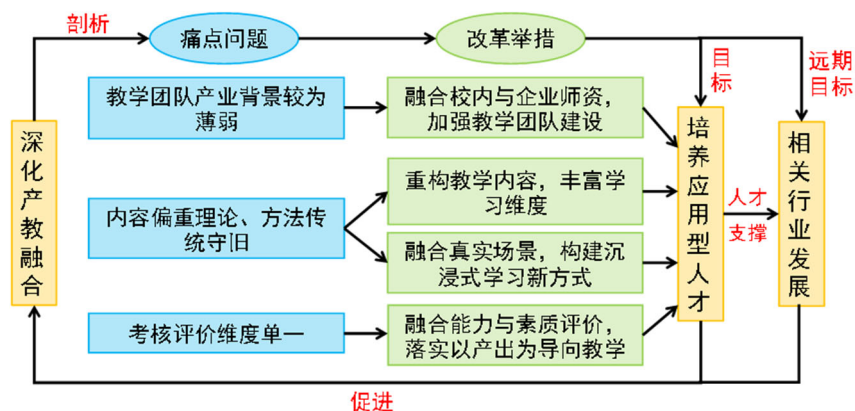 剖析
痛点问题
改革举措
目标
远期
目标
深化产教融合
教学团队产业背景较为
薄弱
融合校内与企业师资，
加强教学团队建设
内容偏重理论、方法传
统守旧
重构教学内容，丰富学
习维度
融合真实场景，构建沉
浸式学习新方式
考核评价维度单一
融合能力与素质评价，
落实以产出为导向教学
培养应用型人才
人才
支撑
相关行业发展
促进